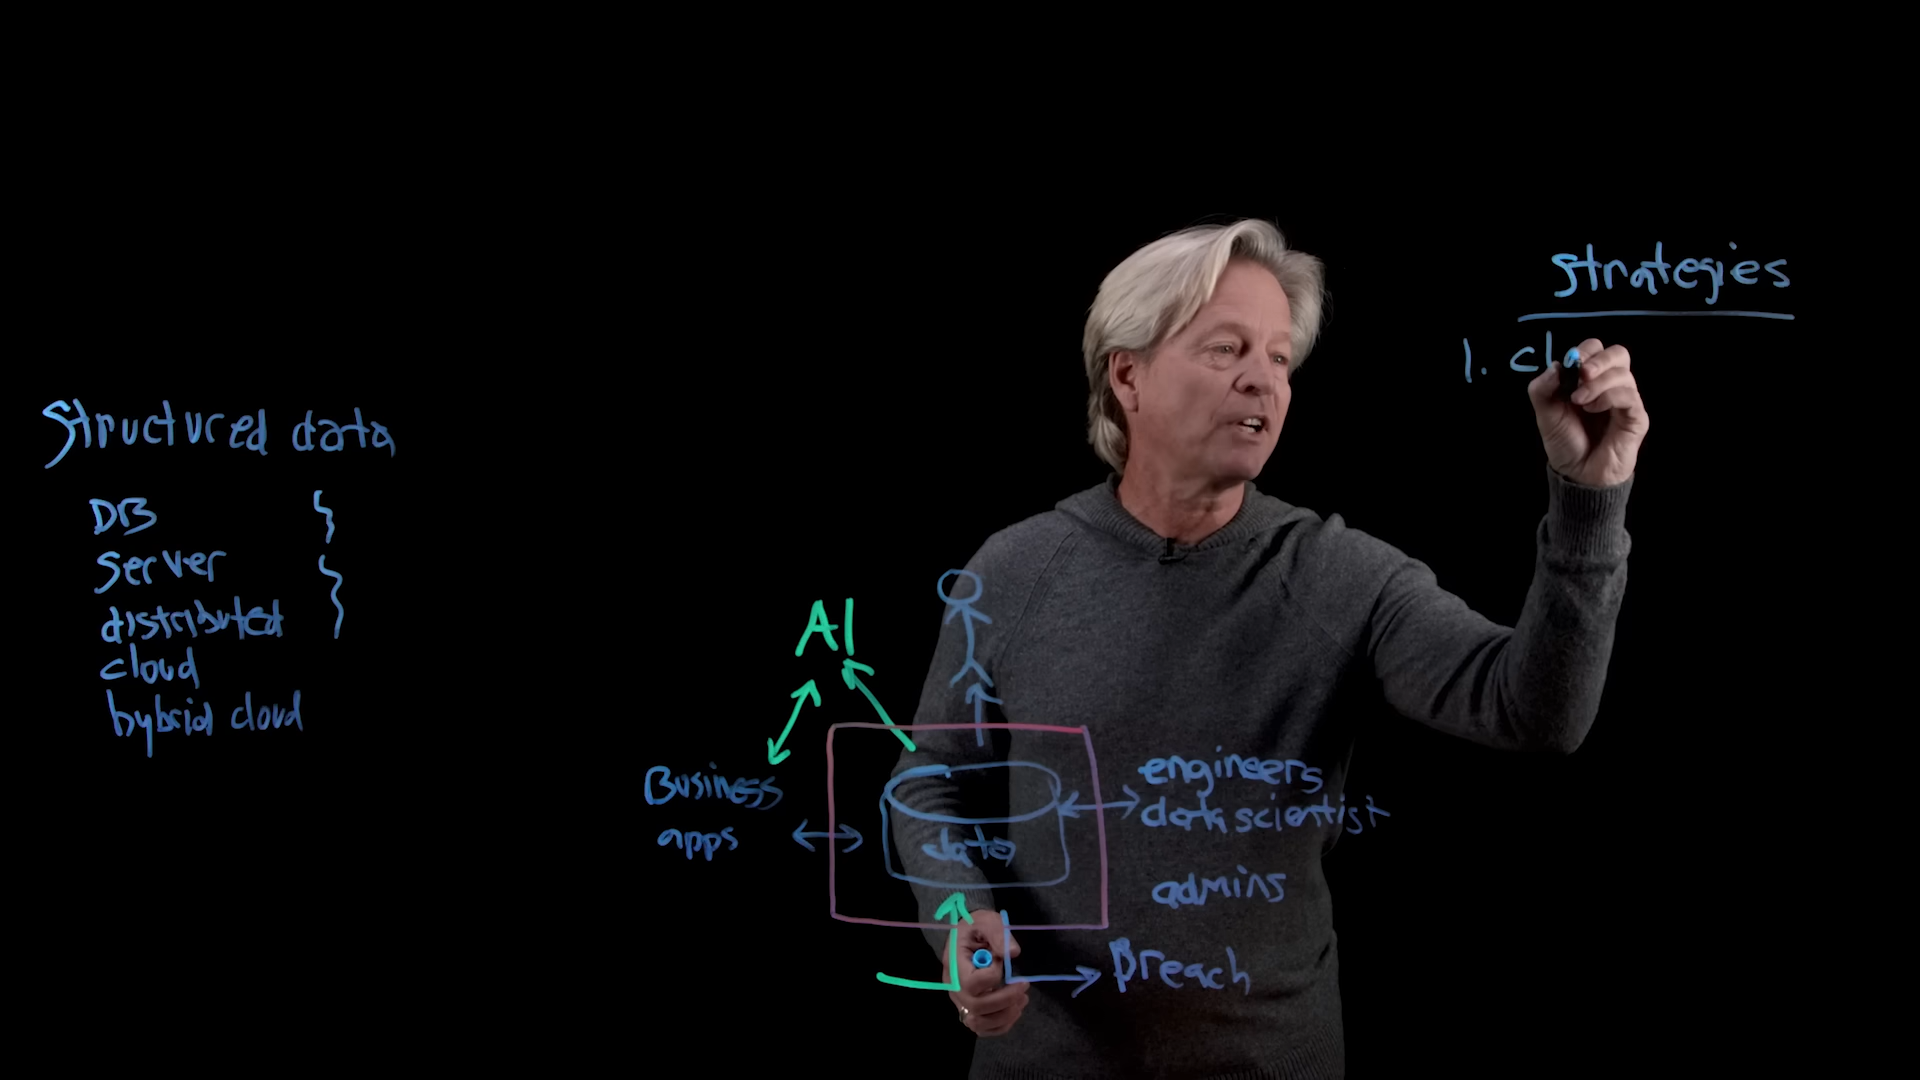 Structured data
DB
Server
distributed
cloud
hybrid cloud
AI
Business
apps
data
engineers
data scientist
admins
Breach
Strategies
1. cla